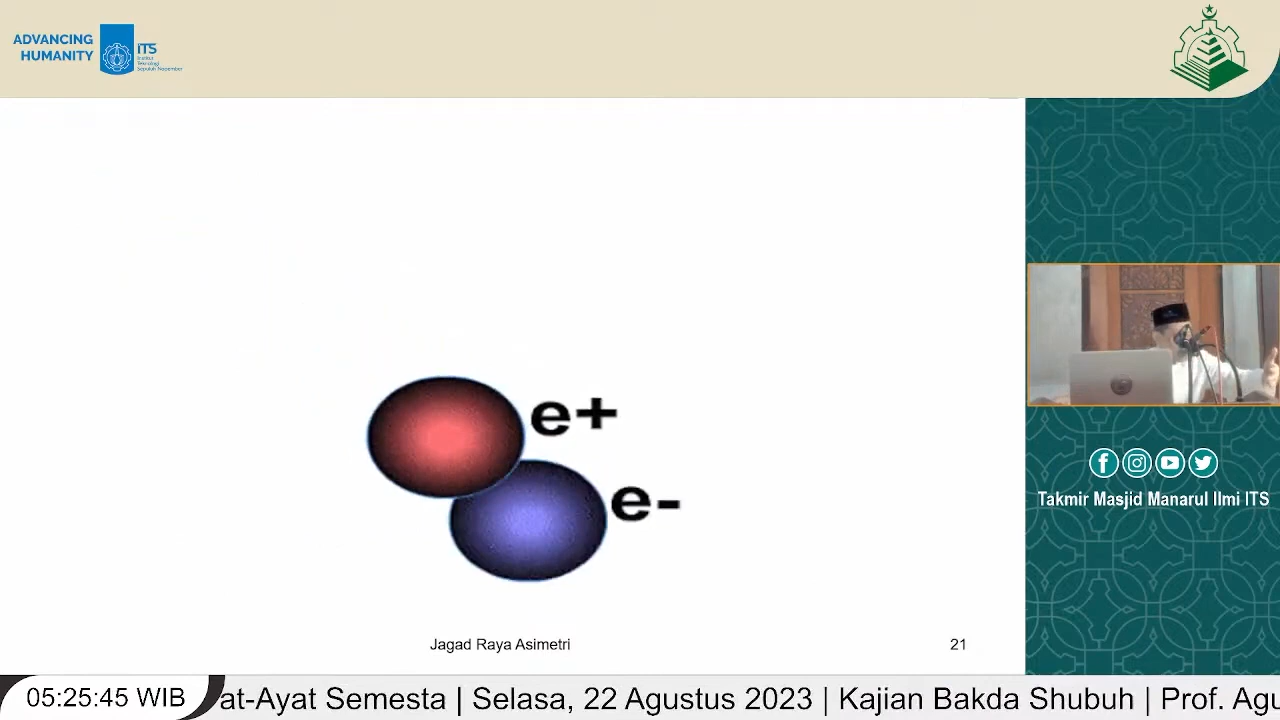 ADVANCING
HUMANITY
ITS
Institut
Teknologi
Sepuluh Nopember
e+
e-
Jagad Raya Asimetri
21
Takmir Masjid Manarul Ilmi ITS
05:25:45 WIB
at-Ayat Semesta | Selasa, 22 Agustus 2023 | Kajian Bakda Shubuh | Prof. Agu